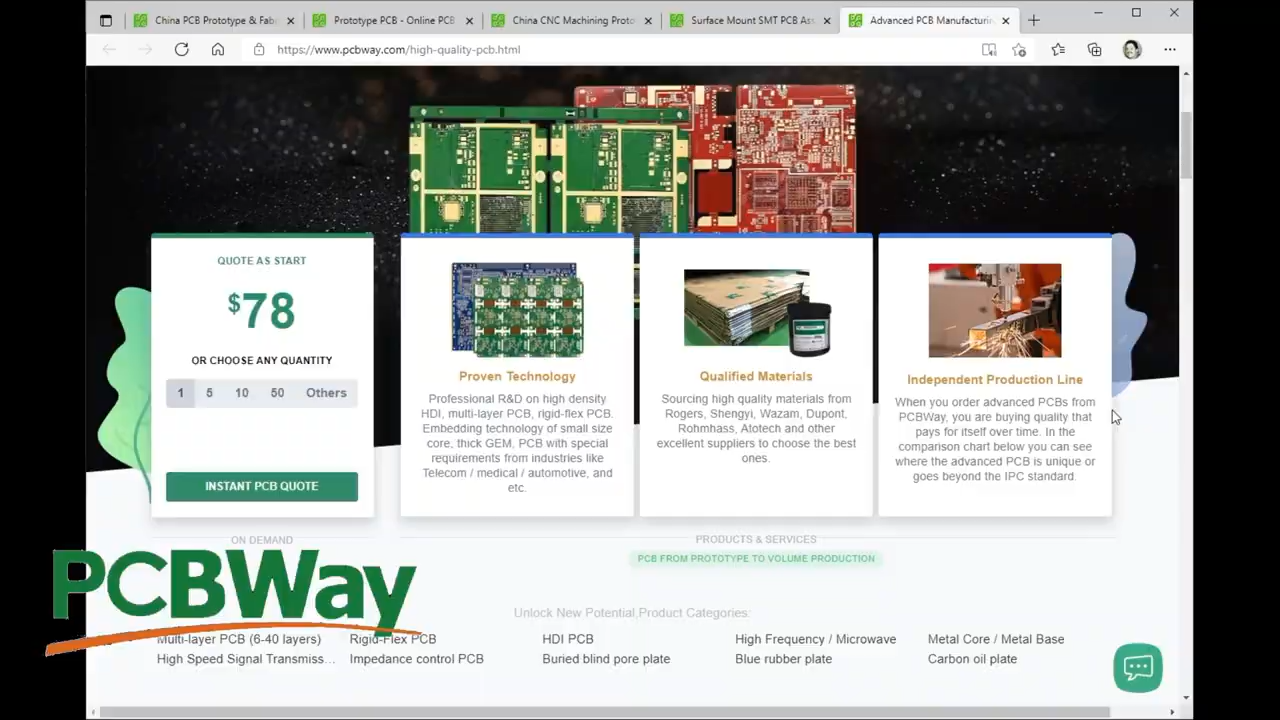 China PCB Prototype & Fab
Prototype PCB - Online PCB
China CNC Machining Proto
Surface Mount SMT PCB Ass
Advanced PCB Manufacturin
https://www.pcbway.com/high-quality-pcb.html
QUOTE AS START
$78
OR CHOOSE ANY QUANTITY
1 5 10 50 Others
INSTANT PCB QUOTE
Proven Technology
Professional R&D on high density
HDI, multi-layer PCB, rigid-flex PCB.
Embedding technology of small size
core, thick GEM, PCB with special
requirements from industries like
Telecom / medical / automotive, and
etc.
Qualified Materials
Sourcing high quality materials from
Rogers, Shengyi, Wazam, Dupont,
Rohmhass, Atotech and other
excellent suppliers to choose the best
ones.
Independent Production Line
When you order advanced PCBs from
PCBWay, you are buying quality that
pays for itself over time. In the
comparison chart below you can see
where the advanced PCB is unique or
goes beyond the IPC standard.
ON DEMAND
PRODUCTS & SERVICES
PCB FROM PROTOTYPE TO VOLUME PRODUCTION
PCBWay
Unlock New Potential,Product Categories:
Multi-layer PCB (6-40 layers) Rigid-Flex PCB HDI PCB High Frequency / Microwave Metal Core / Metal Base
High Speed Signal Transmiss... Impedance control PCB Buried blind pore plate Blue rubber plate Carbon oil plate